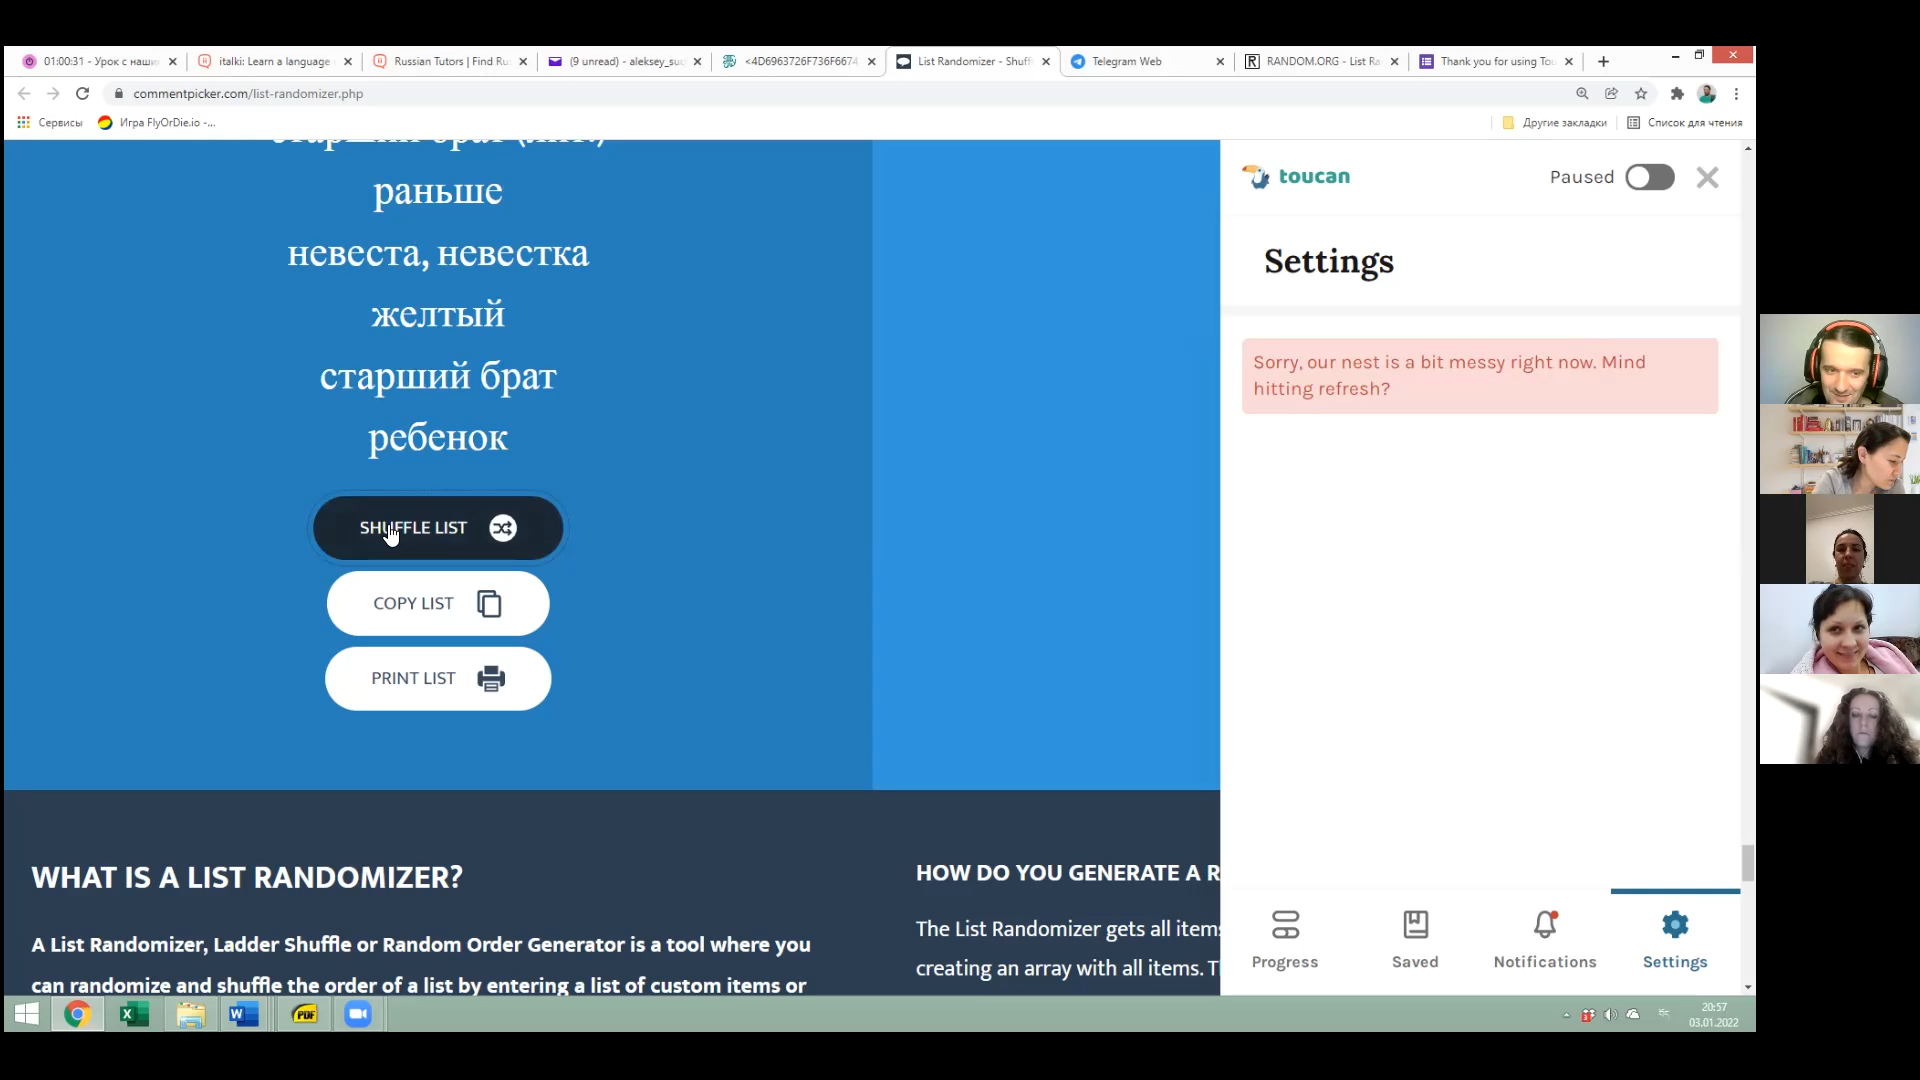 01:00:31 - Урок с наши
italki: Learn a language
Russian Tutors | Find Ru
(9 unread) - aleksey_su
<4D6963726F736F6674
List Randomizer - Shuff
Telegram Web
RANDOM.ORG - List Ra
Thank you for using Tou
commentpicker.com/list-randomizer.php
Сервисы
Игра FlyOrDie.io -...
Другие закладки
Список для чтения
старший брат
раньше
невеста, невестка
желтый
старший брат
ребенок
SHUFFLE LIST
COPY LIST
PRINT LIST
toucan
Paused
Settings
Sorry, our nest is a bit messy right now. Mind
hitting refresh?
WHAT IS A LIST RANDOMIZER?
A List Randomizer, Ladder Shuffle or Random Order Generator is a tool where you
can randomize and shuffle the order of a list by entering a list of custom items or
HOW DO YOU GENERATE A R
The List Randomizer gets all items
creating an array with all items. T
Progress
Saved
Notifications
Settings
PDF
20:57
03.01.2022